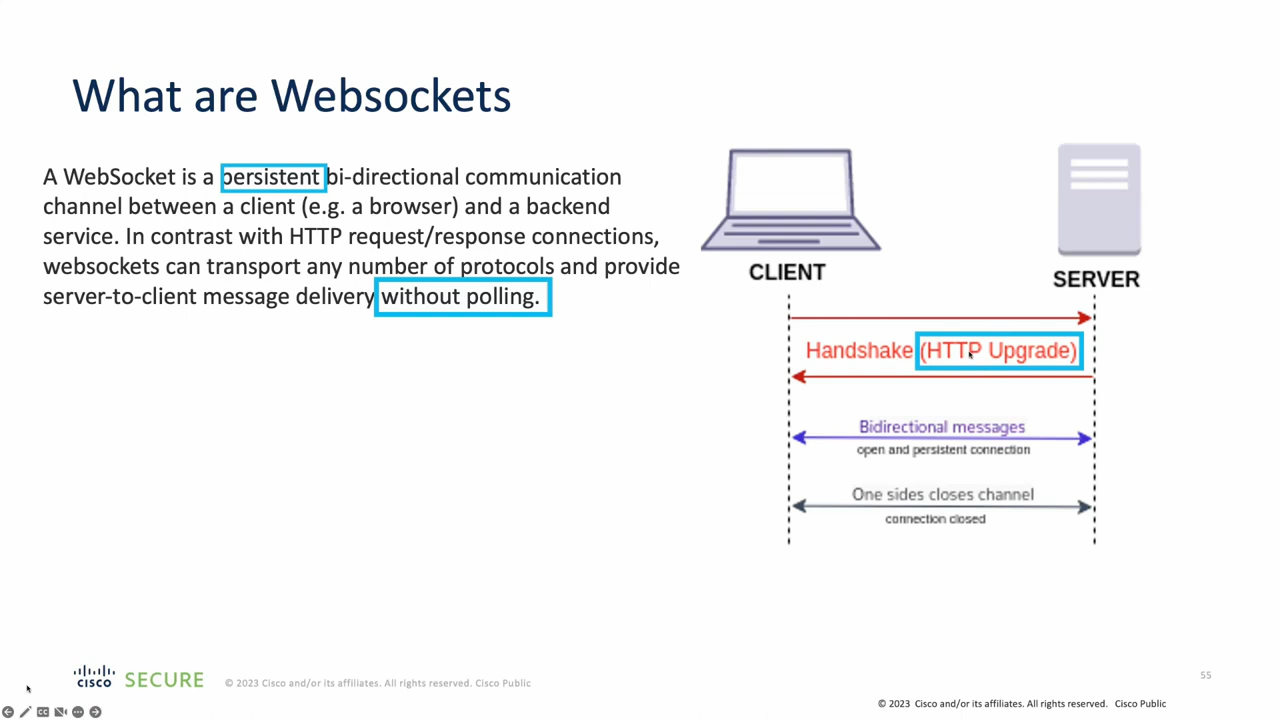 What are Websockets
A WebSocket is a persistent bi-directional communication
channel between a client (e.g. a browser) and a backend
service. In contrast with HTTP request/response connections,
websockets can transport any number of protocols and provide
server-to-client message delivery without polling.
CLIENT
SERVER
Handshake (HTTP Upgrade)
Bidirectional messages
open and persistent connection
One sides closes channel
connection closed
CISCO SECURE
© 2023 Cisco and/or its affiliates. All rights reserved. Cisco Public
55
© 2023 Cisco and/or its affiliates. All rights reserved. Cisco Public
CC